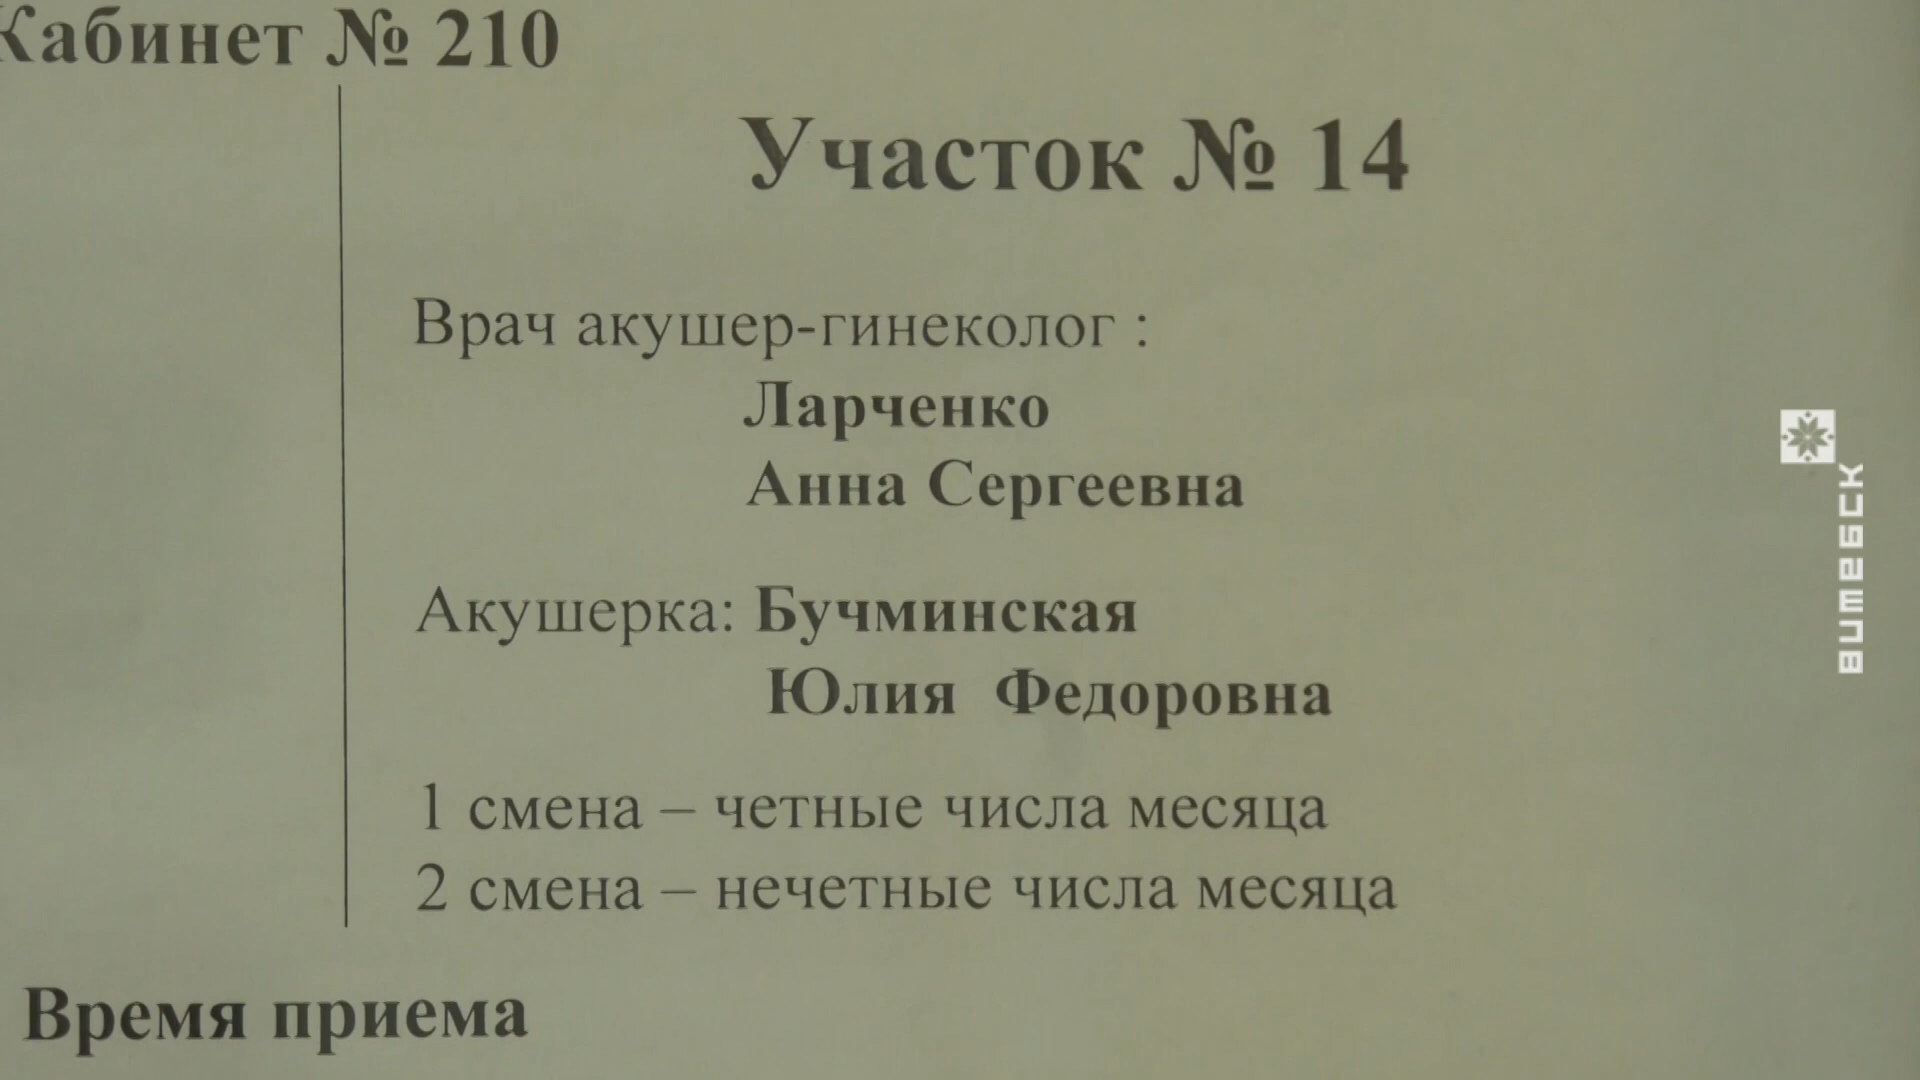 Кабинет № 210
Участок № 14
Врач акушер-гинеколог :
Ларченко
Анна Сергеевна
Акушерка: Бучминская
Юлия Федоровна
1 смена – четные числа месяца
2 смена – нечетные числа месяца
Время приема
витебск